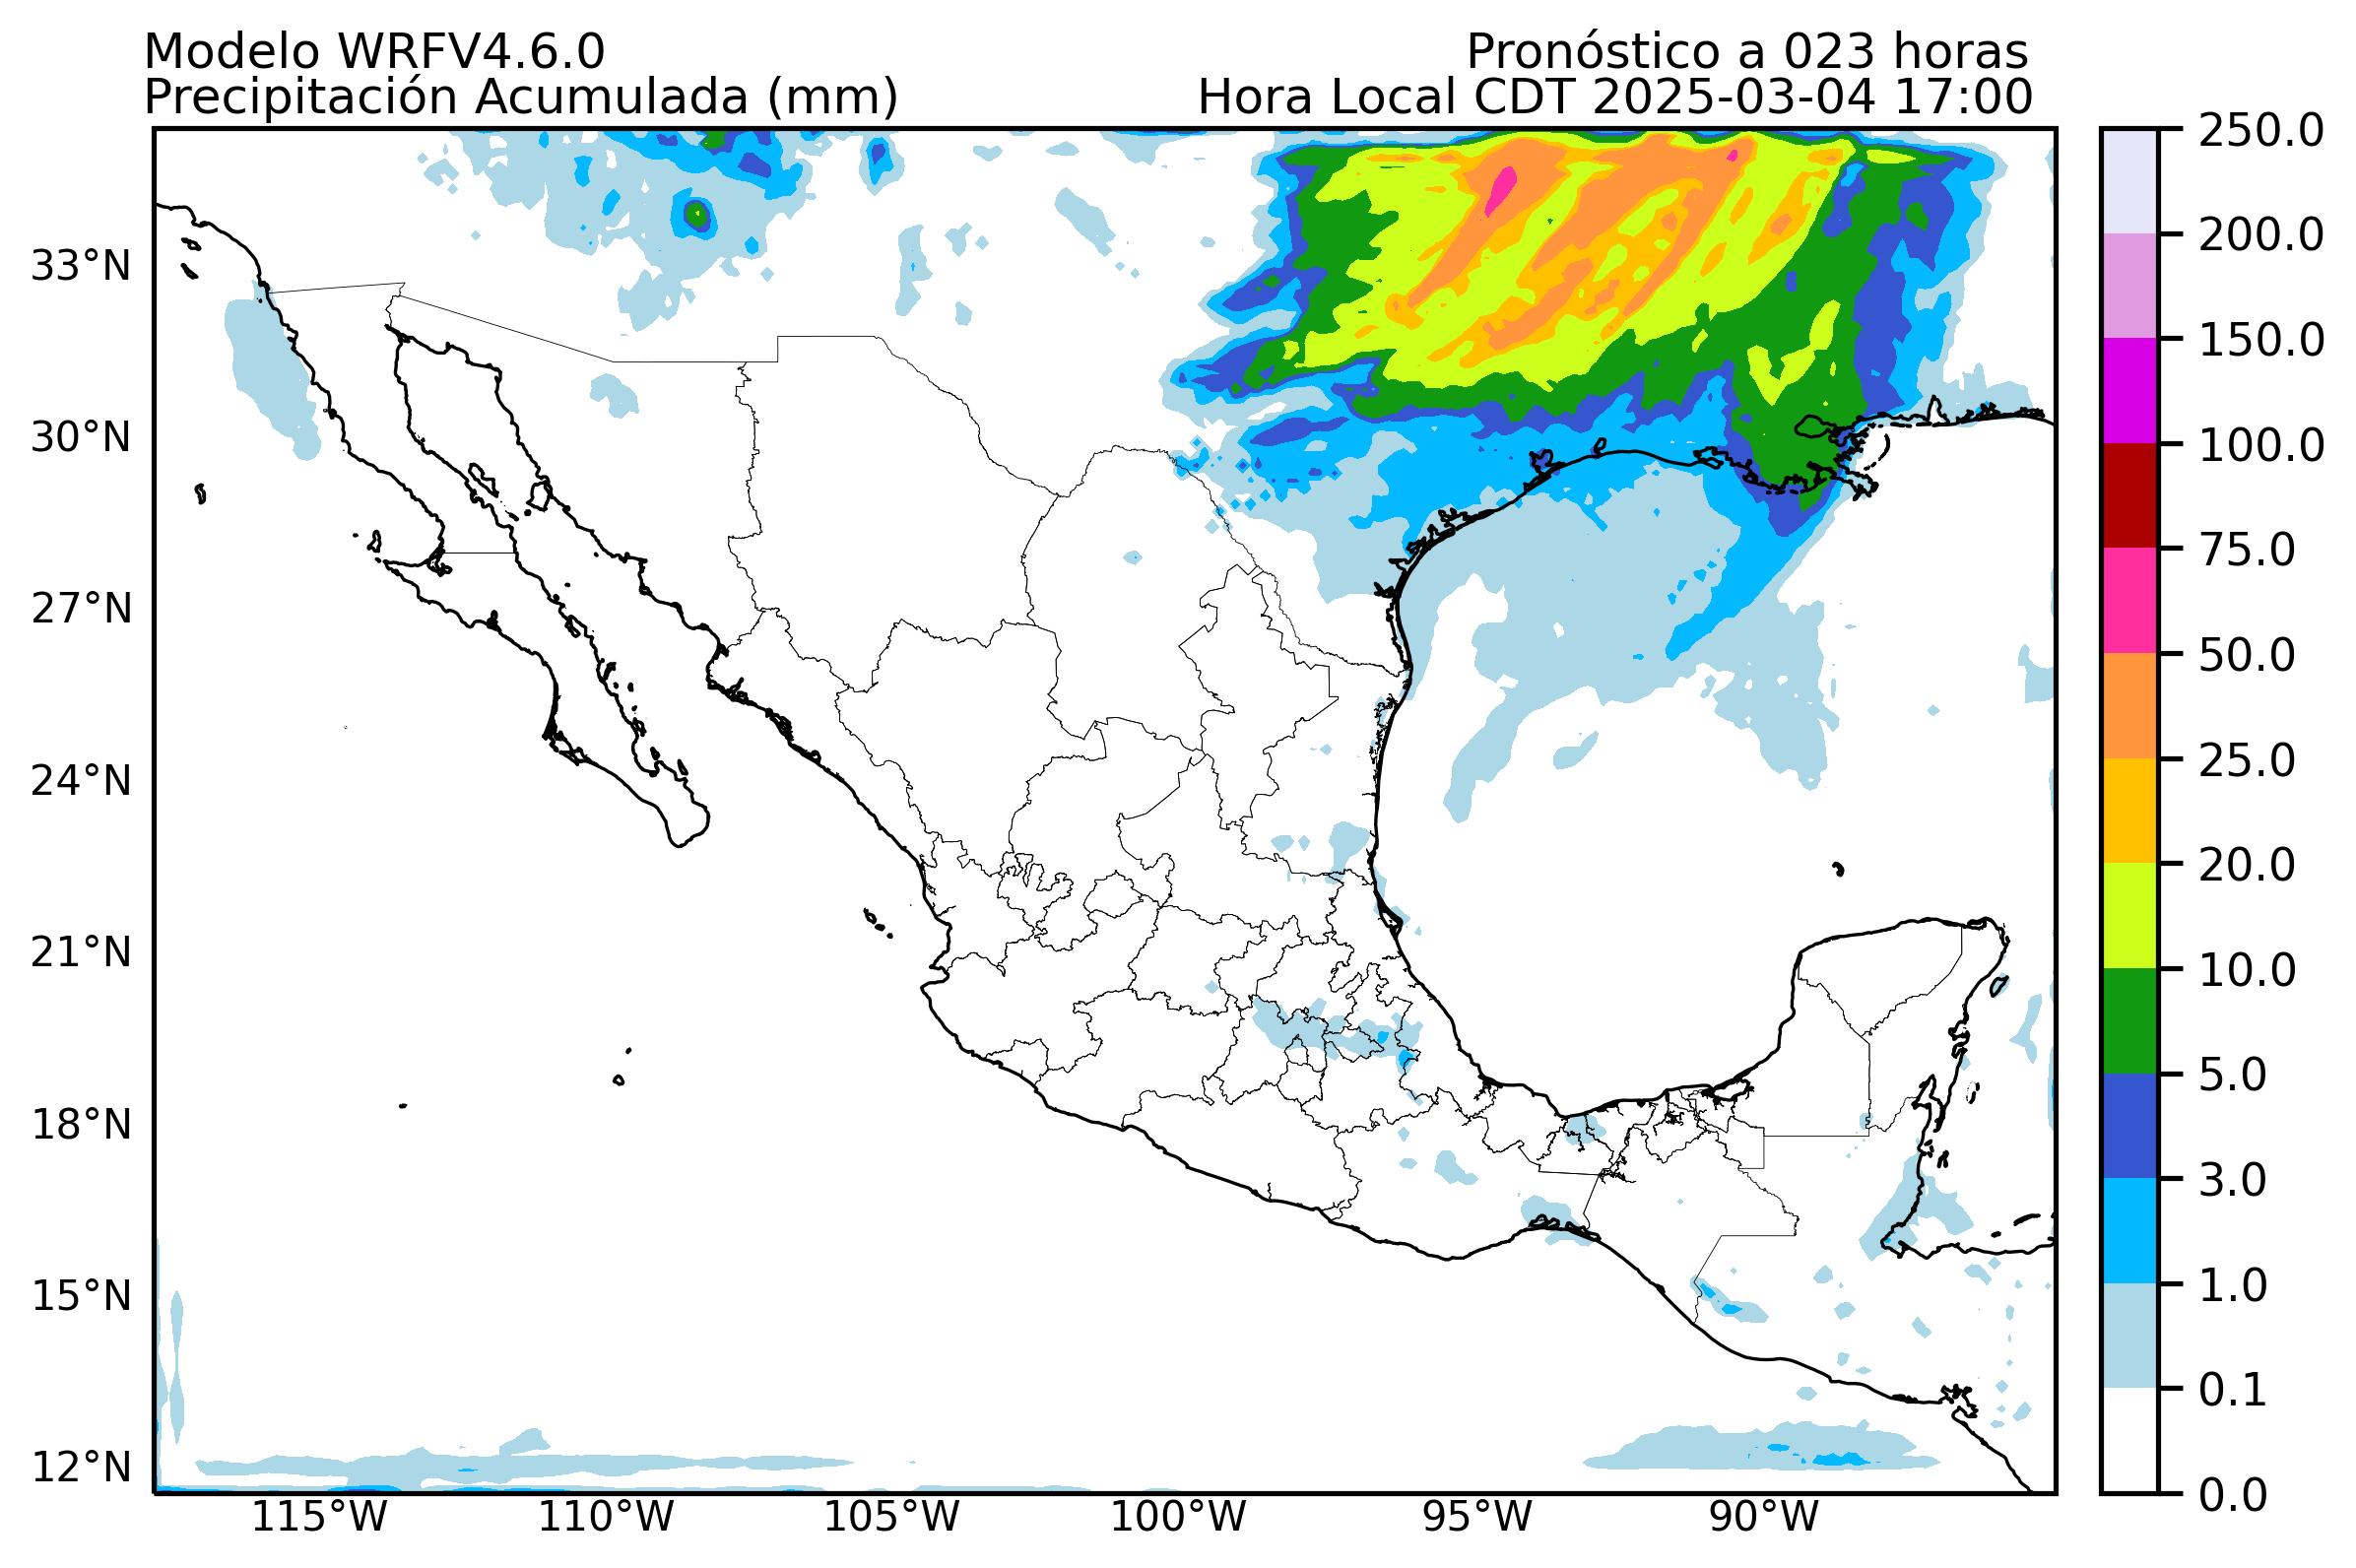 Modelo WRFV4.6.0
Pronóstico a 023 horas
Precipitación Acumulada (mm)
Hora Local CDT 2025-03-04 17:00
33°N
30°N
27°N
24°N
21°N
18°N
15°N
12°N
115°W
110°W
105°W
100°W
95°W
90°W
250.0
200.0
150.0
100.0
75.0
50.0
25.0
20.0
10.0
5.0
3.0
1.0
0.1
0.0